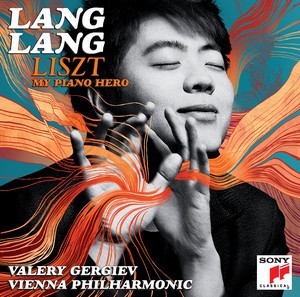 LANG
LANG
LISZT
MY PIANO HERO
VALERY GERGIEV
VIENNA PHILHARMONIC
SONY
CLASSICAL